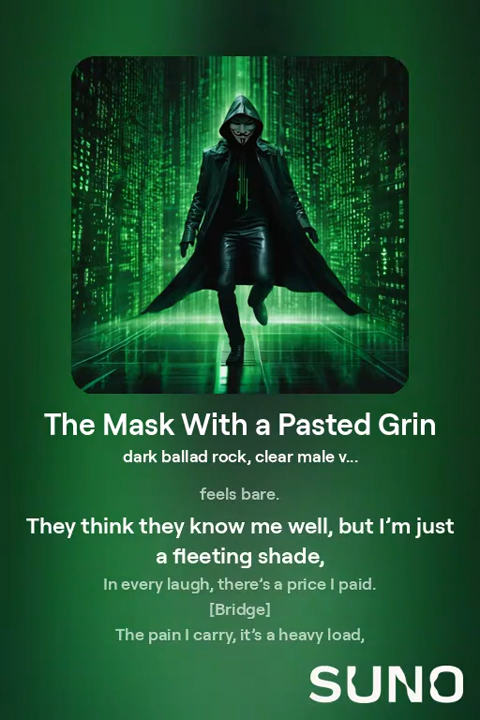 The Mask With a Pasted Grin
dark ballad rock, clear male v...
feels bare.
They think they know me well, but I’m just
a fleeting shade,
In every laugh, there’s a price I paid.
[Bridge]
The pain I carry, it’s a heavy load,
SUNO